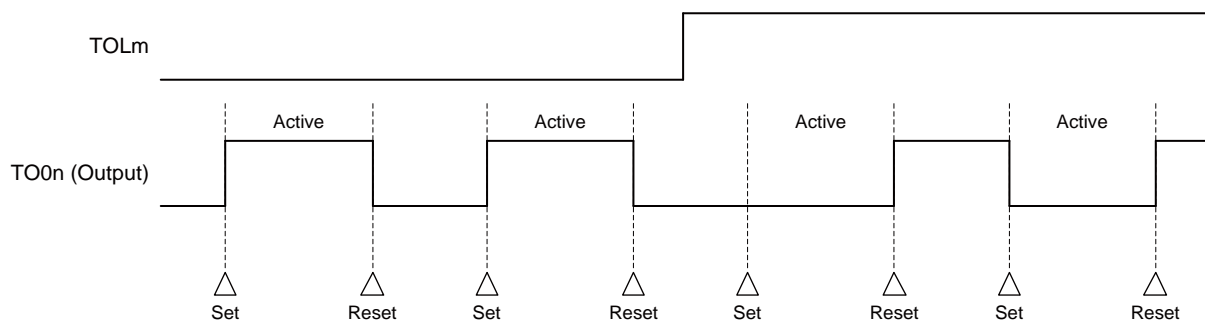 TOLm
Active Active Active Active
TO0n (Output)
Set Reset Set Reset Set Reset Set Reset